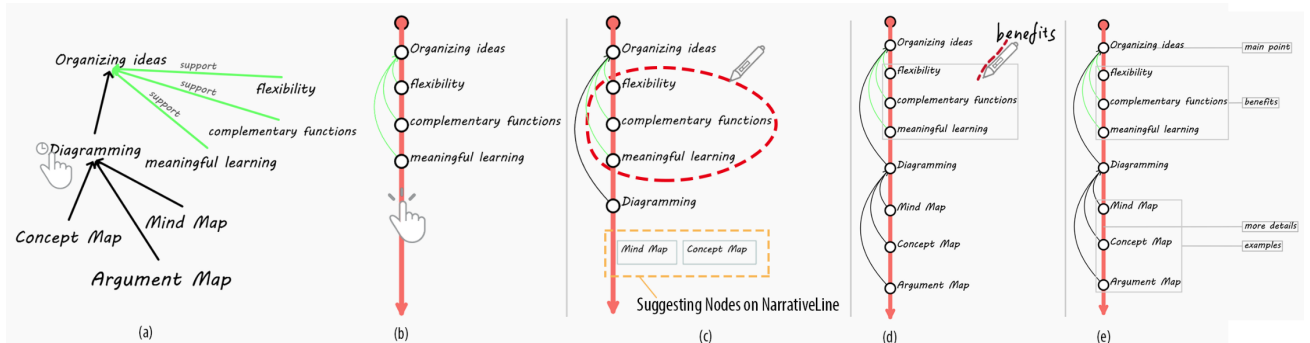 Organizing ideas
support
support
support
flexibility
complementary functions
Diagramming
meaningful learning
Mind Map
Concept Map
Argument Map
(a)
Organizing ideas
flexibility
complementary functions
meaningful learning
(b)
Organizing ideas
flexibility
complementary functions
meaningful learning
Diagramming
Mind Map
Concept Map
Suggesting Nodes on NarrativeLine
(c)
benefits
Organizing ideas
flexibility
complementary functions
meaningful learning
Diagramming
Mind Map
Concept Map
Argument Map
(d)
Organizing ideas
main point
flexibility
complementary functions
benefits
meaningful learning
Diagramming
Mind Map
more details
Concept Map
examples
Argument Map
(e)